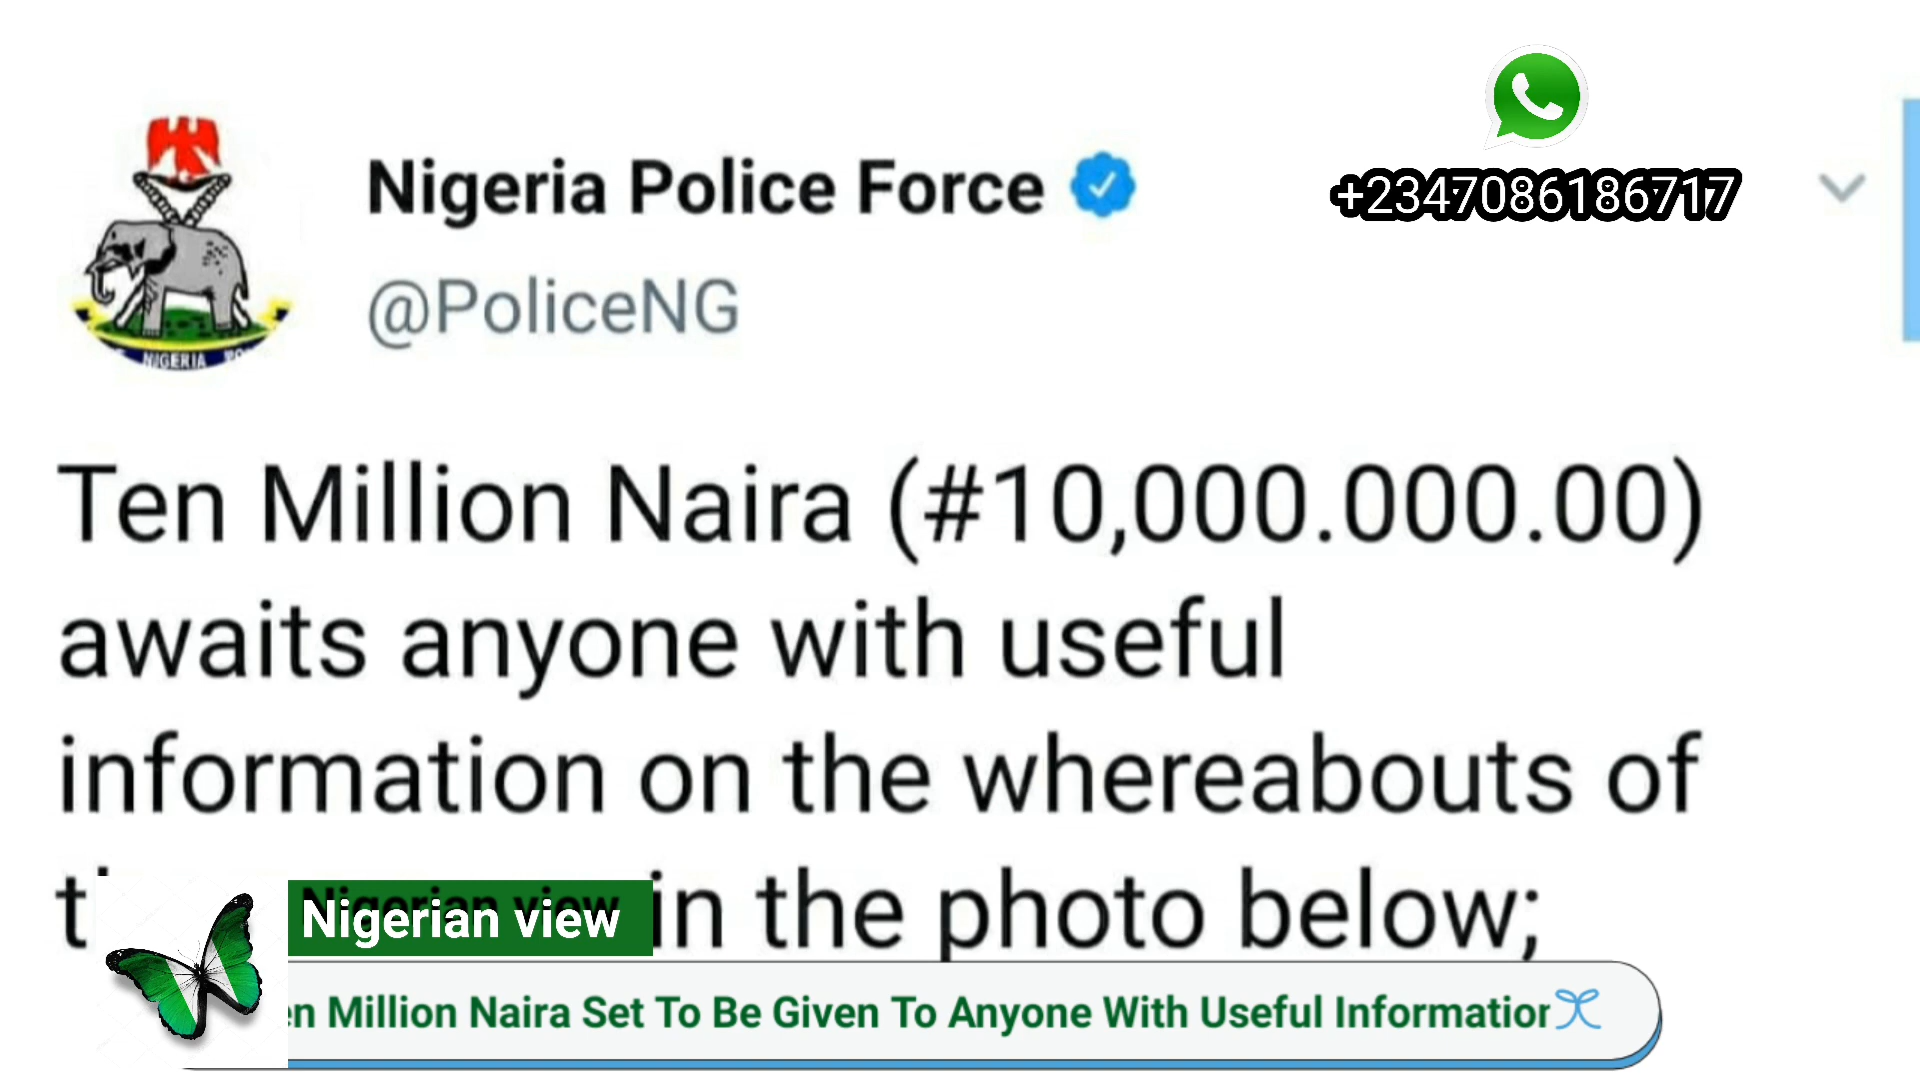 Nigeria Police Force
@PoliceNG
+2347086186717
Ten Million Naira (#10,000.000.00)
awaits anyone with useful
information on the whereabouts of
in the photo below;
Nigerian view
en Million Naira Set To Be Given To Anyone With Useful Information
NIGERIA